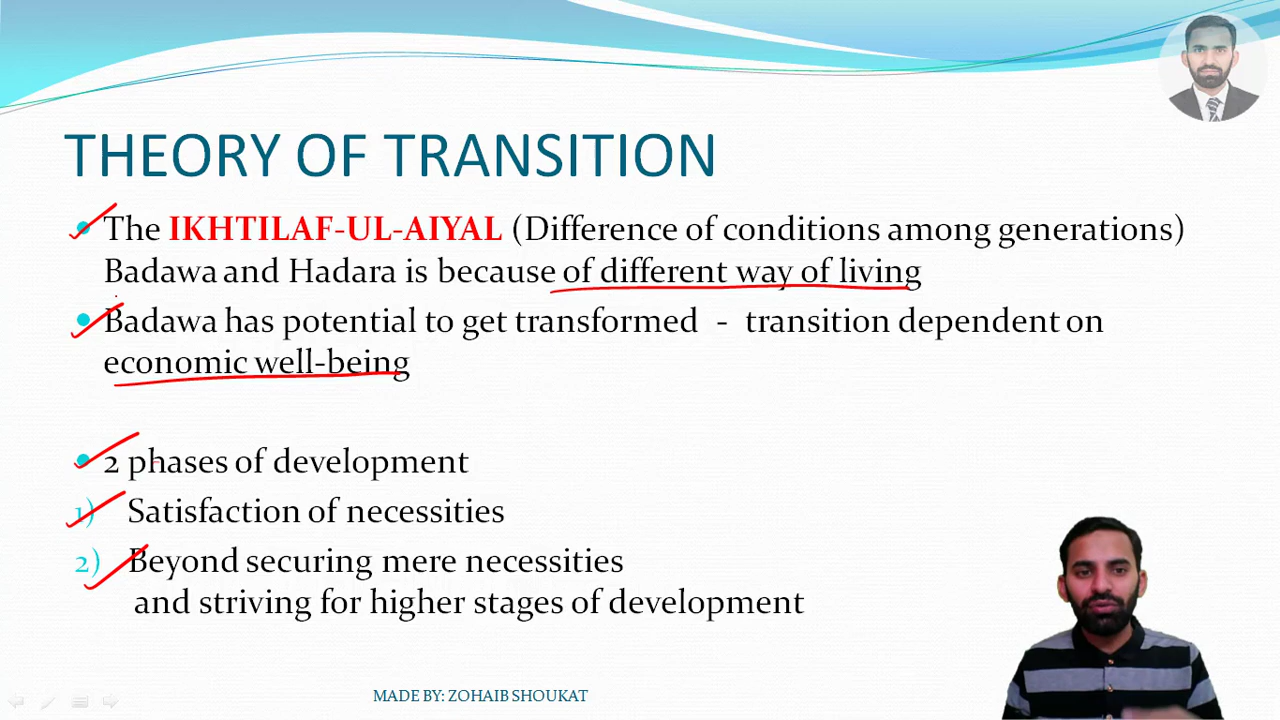 THEORY OF TRANSITION
The IKHTILAF-UL-AIYAL (Difference of conditions among generations)
Badawa and Hadara is because of different way of living
Badawa has potential to get transformed - transition dependent on
economic well-being
2 phases of development
1) Satisfaction of necessities
2) Beyond securing mere necessities
and striving for higher stages of development
MADE BY: ZOHAIB SHOUKAT